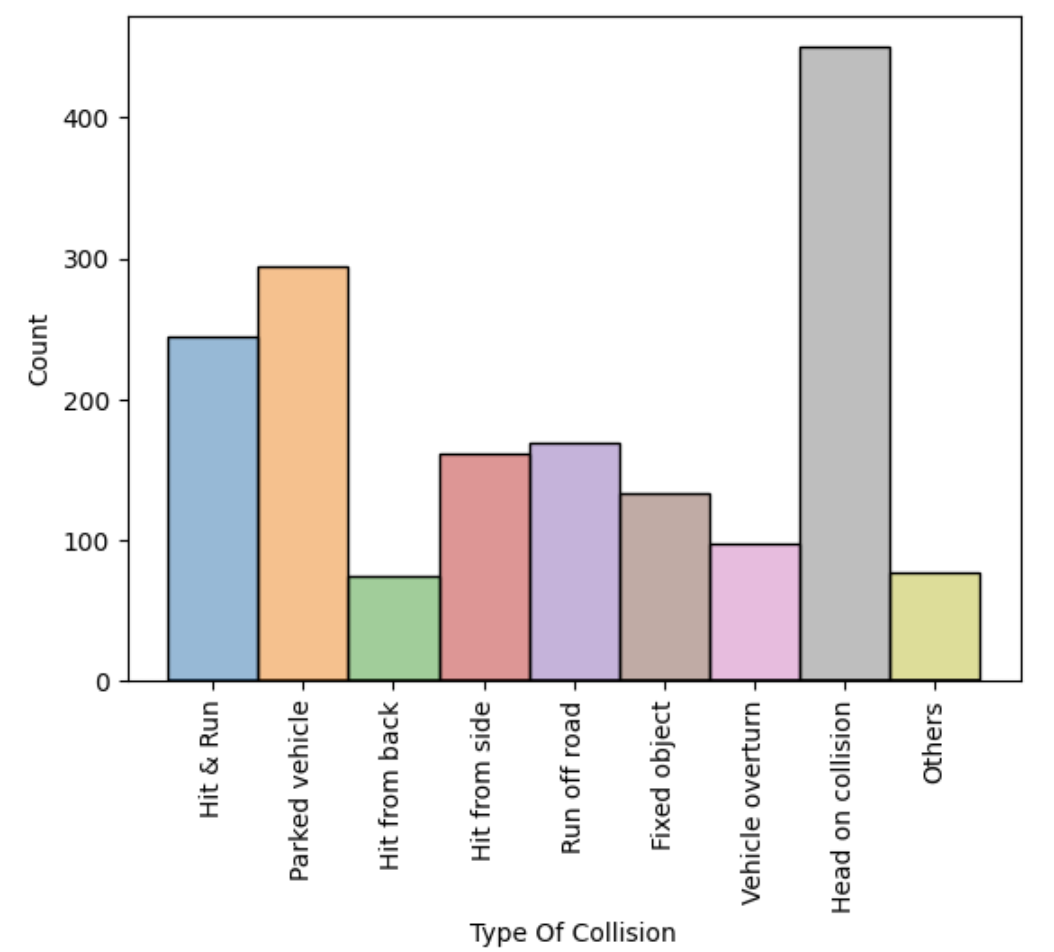 400
300
200
100
0
Count
Hit & Run
Parked vehicle
Hit from back
Hit from side
Run off road
Fixed object
Vehicle overturn
Head on collision
Others
Type Of Collision